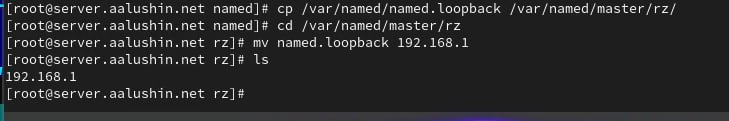 [root@server.aalushin.net named]# cp /var/named/named.loopback /var/named/master/rz/
[root@server.aalushin.net named]# cd /var/named/master/rz
[root@server.aalushin.net rz]# mv named.loopback 192.168.1
[root@server.aalushin.net rz]# ls
192.168.1
[root@server.aalushin.net rz]#